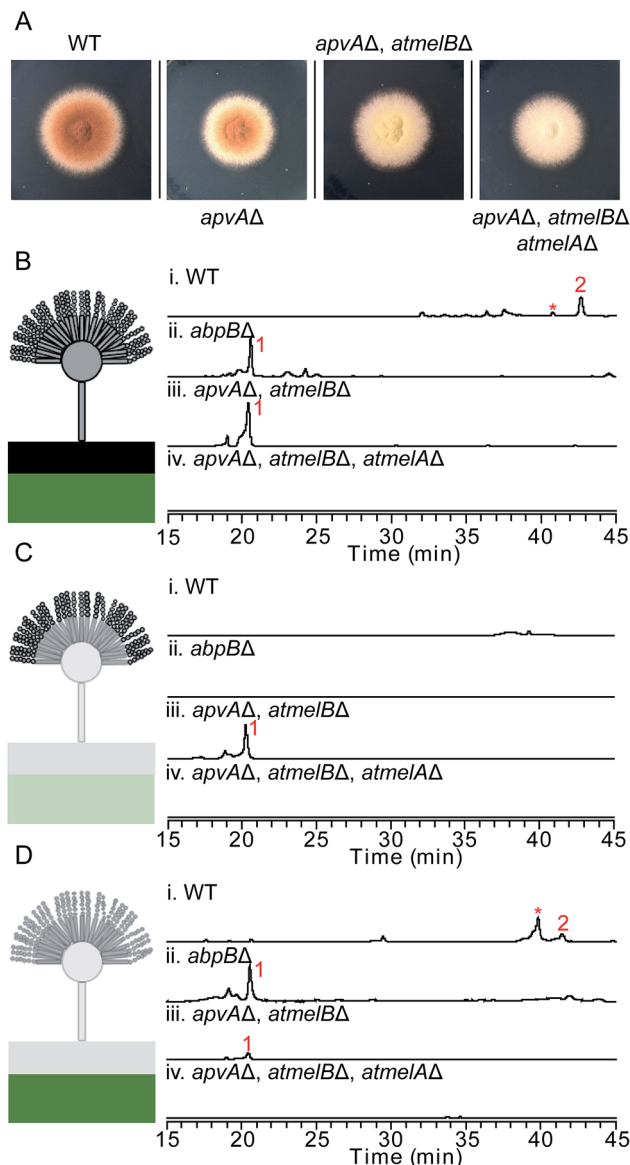 A
WT
apvAΔ, atmelBΔ
apvAΔ
apvAΔ, atmelBΔ
atmelAΔ
B
i. WT
2
*
ii. abpBΔ
1
iii. apvAΔ, atmelBΔ
1
iv. apvAΔ, atmelBΔ, atmelAΔ
15 20 25 30 35 40 45
Time (min)
C
i. WT
ii. abpBΔ
iii. apvAΔ, atmelBΔ
1
iv. apvAΔ, atmelBΔ, atmelAΔ
15 20 25 30 35 40 45
Time (min)
D
i. WT
* 2
ii. abpBΔ
1
iii. apvAΔ, atmelBΔ
1
iv. apvAΔ, atmelBΔ, atmelAΔ
15 20 25 30 35 40 45
Time (min)